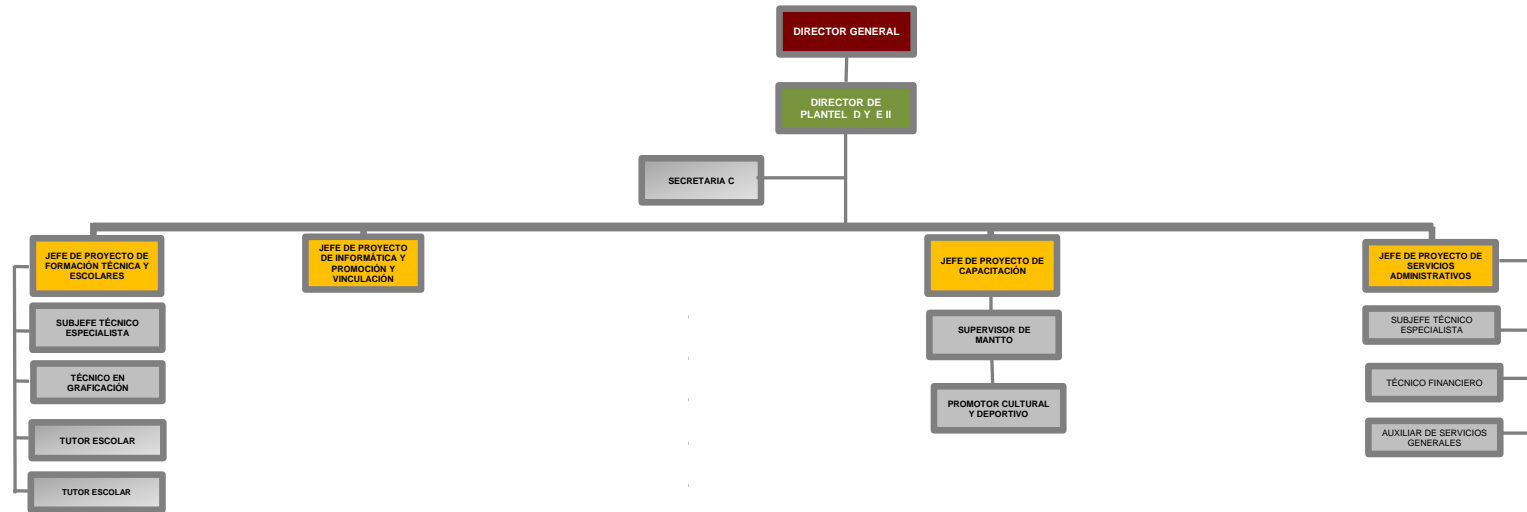 DIRECTOR GENERAL
DIRECTOR DE
PLANTEL D Y E II
SECRETARIA C
JEFE DE PROYECTO DE
FORMACIÓN TÉCNICA Y
ESCOLARES
SUBJEFE TÉCNICO
ESPECIALISTA
TÉCNICO EN
GRAFICACIÓN
TUTOR ESCOLAR
TUTOR ESCOLAR
JEFE DE PROYECTO
DE INFORMÁTICA Y
PROMOCIÓN Y
VINCULACIÓN
JEFE DE PROYECTO DE
CAPACITACIÓN
SUPERVISOR DE
MANTTO
PROMOTOR CULTURAL
Y DEPORTIVO
JEFE DE PROYECTO DE
SERVICIOS
ADMINISTRATIVOS
SUBJEFE TÉCNICO
ESPECIALISTA
TÉCNICO FINANCIERO
AUXILIAR DE SERVICIOS
GENERALES